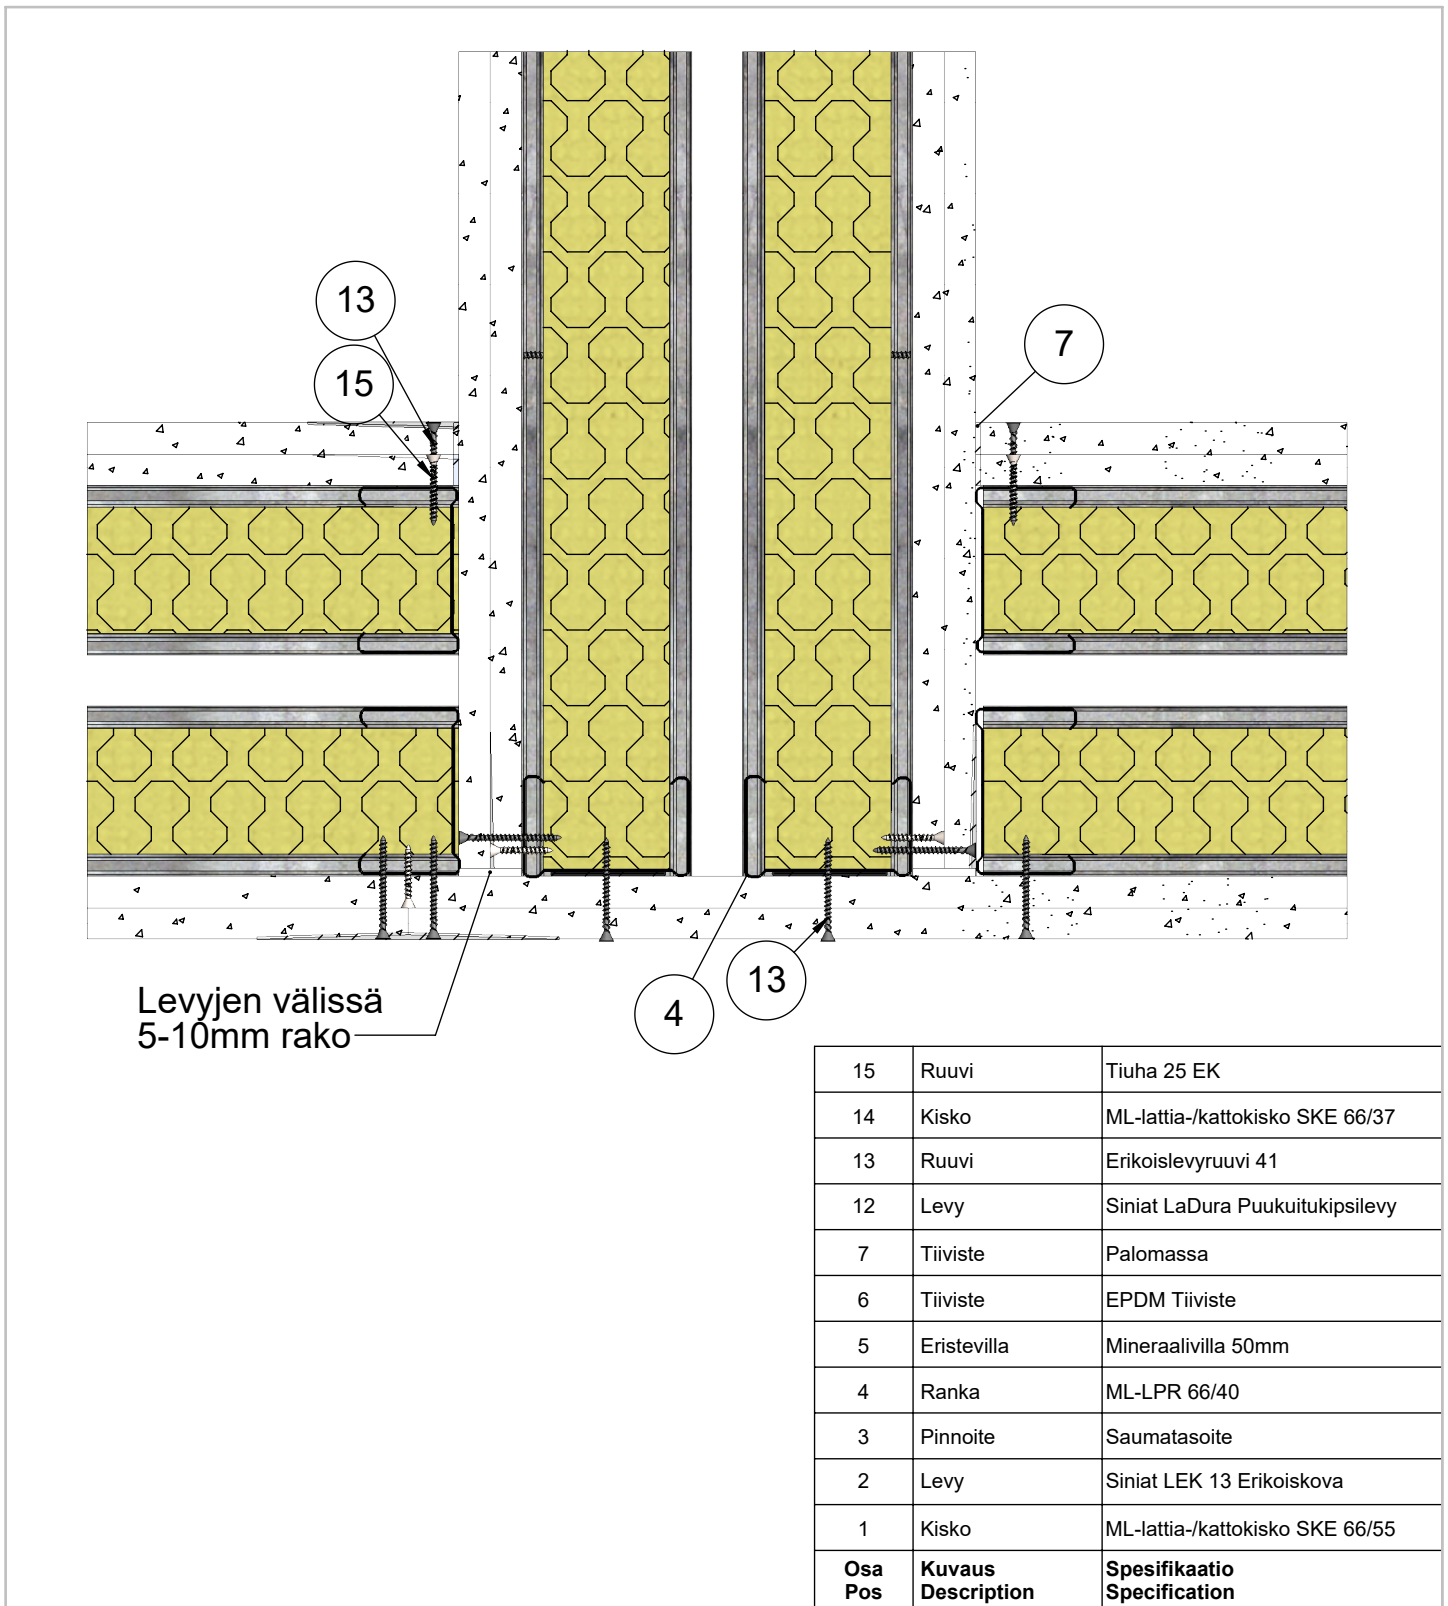 13
15
7
Levyjen välissä
5-10mm rako
4
13
15 Ruuvi Tiuha 25 EK
14 Kisko ML-lattia-/kattokisko SKE 66/37
13 Ruuvi Erikoislevyruuvi 41
12 Levy Siniat LaDura Puukuitukipsilevy
7 Tiiviste Palomassa
6 Tiiviste EPDM Tiiviste
5 Eristevilla Mineraalivilla 50mm
4 Ranka ML-LPR 66/40
3 Pinnoite Saumatasoite
2 Levy Siniat LEK 13 Erikoiskova
1 Kisko ML-lattia-/kattokisko SKE 66/55
Osa Kuvaus Spesifikaatio
Pos Description Specification